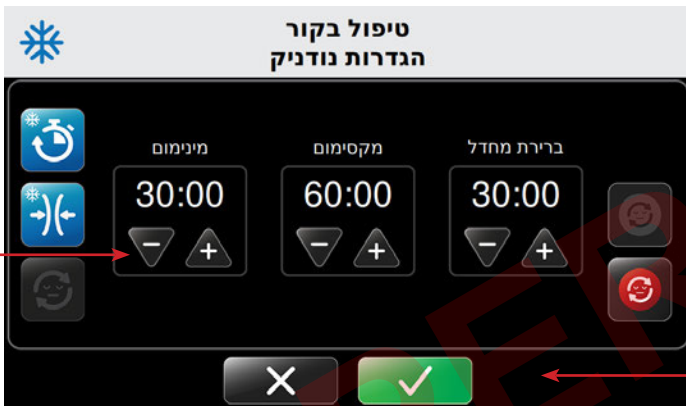 טיפול בקור
הגדרות נודניק
ברירת מחדל
מקסימום
מינימום
30:00
60:00
30:00